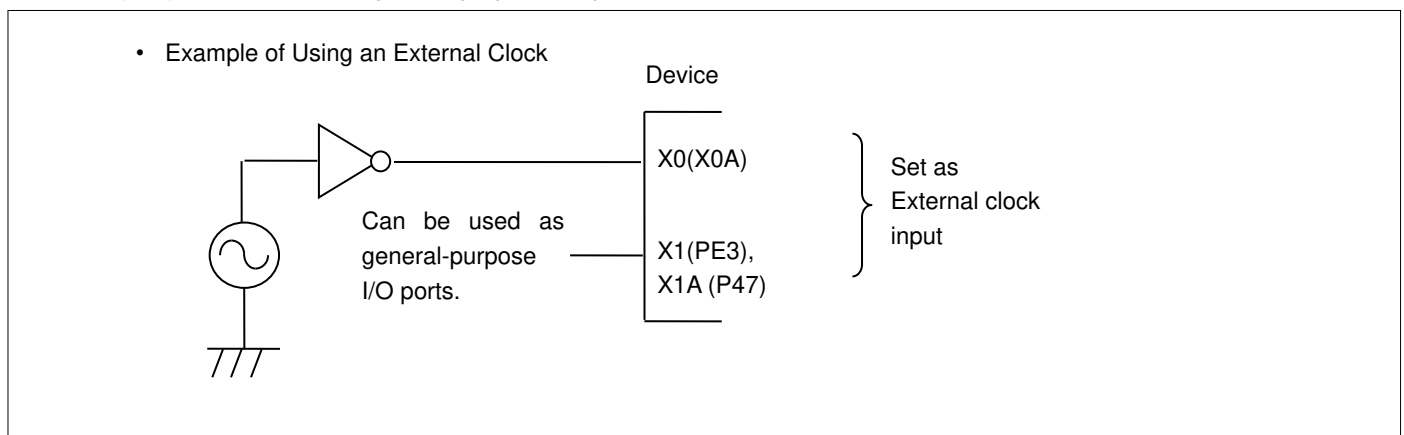 • Example of Using an External Clock
Device
X0(X0A)
Set as
External clock
input
Can be used as
general-purpose
I/O ports.
X1(PE3),
X1A (P47)